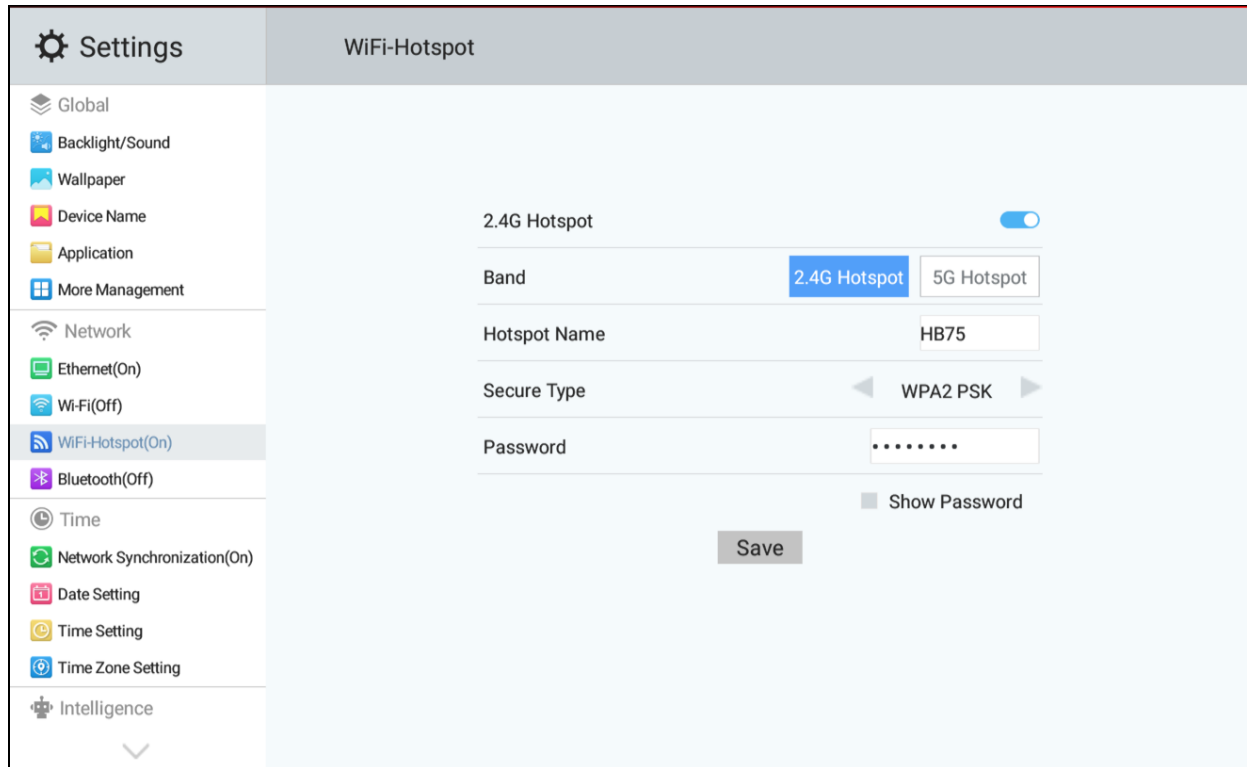 Settings
WiFi-Hotspot
Global
Backlight/Sound
Wallpaper
Device Name
Application
More Management
Network
Ethernet(On)
Wi-Fi(Off)
WiFi-Hotspot(On)
Bluetooth(Off)
Time
Network Synchronization(On)
Date Setting
Time Setting
Time Zone Setting
Intelligence
2.4G Hotspot
Band 2.4G Hotspot 5G Hotspot
Hotspot Name HB75
Secure Type WPA2 PSK
Password ••••••••
Show Password
Save